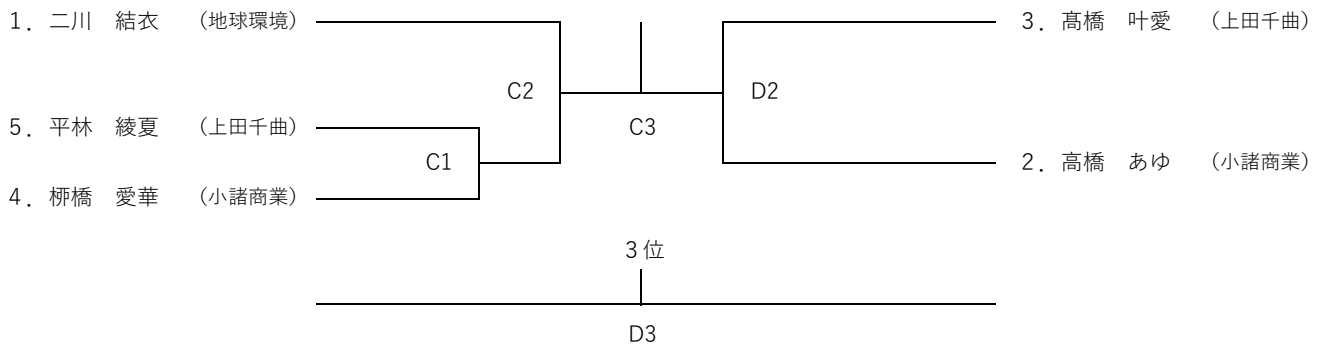 1．二川　結衣　（地球環境）
3．髙橋　叶愛　（上田千曲）
C2
D2
5．平林　綾夏　（上田千曲）
C3
C1
2．高橋　あゆ　（小諸商業）
4．栁橋　愛華　（小諸商業）
3位
D3